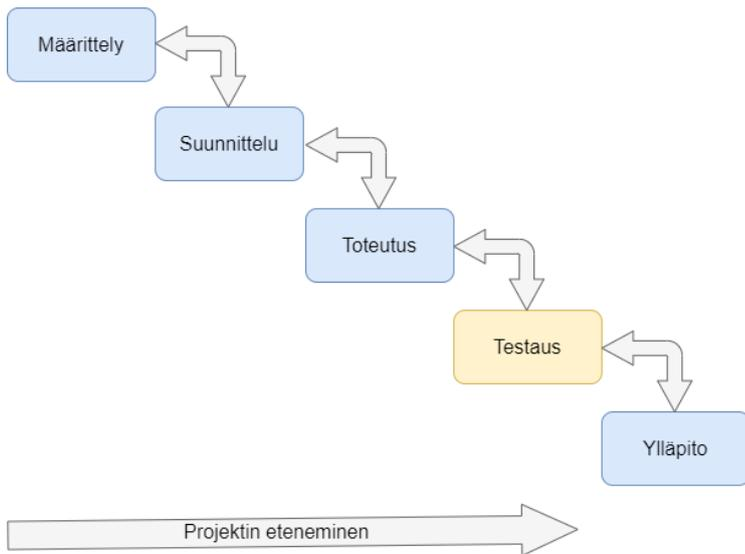 Määrittely
Suunnittelu
Toteutus
Testaus
Ylläpito
Projektin eteneminen